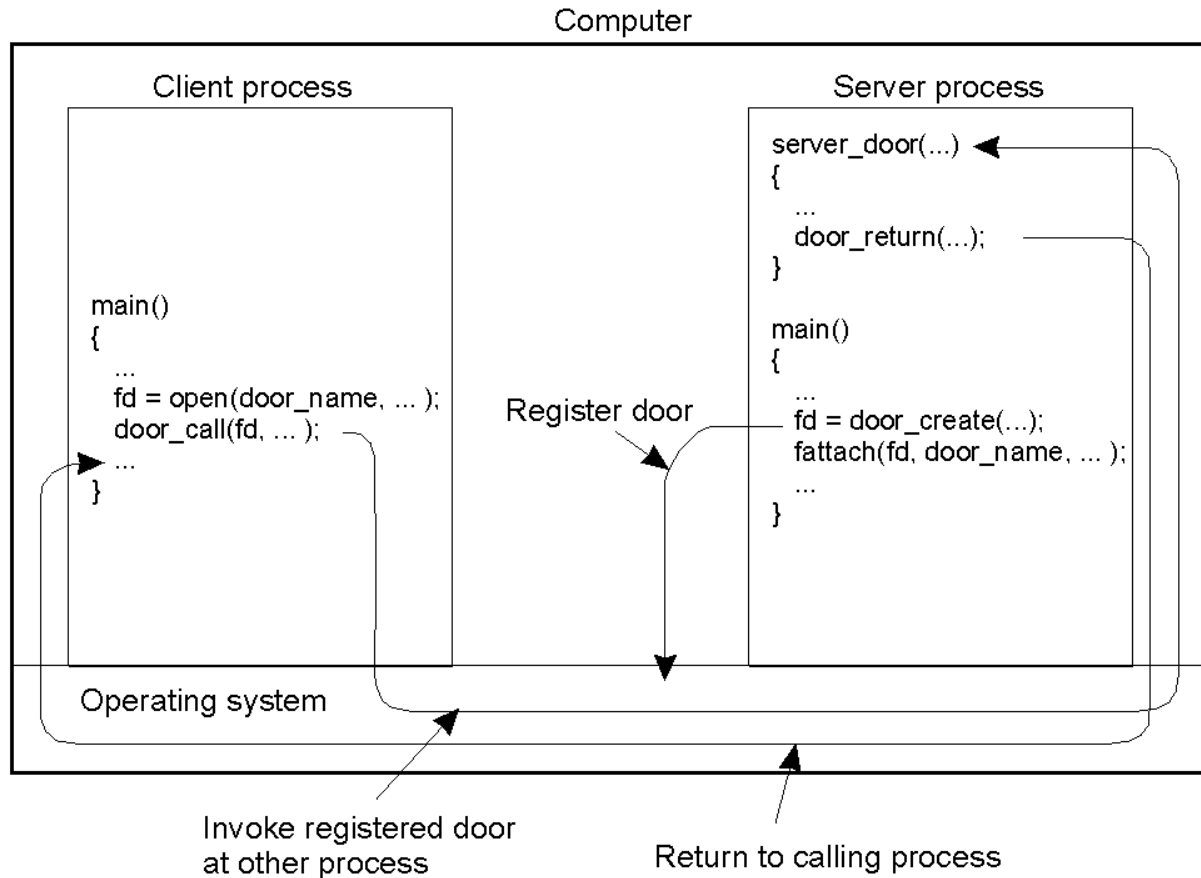 Computer
Client process
main()
{
...
fd = open(door_name, ... );
door_call(fd, ... );
...
}
Server process
server_door(...)
{
...
door_return(...);
}
main()
{
...
fd = door_create(...);
fattach(fd, door_name, ... );
...
}
Register door
Operating system
Invoke registered door
at other process
Return to calling process